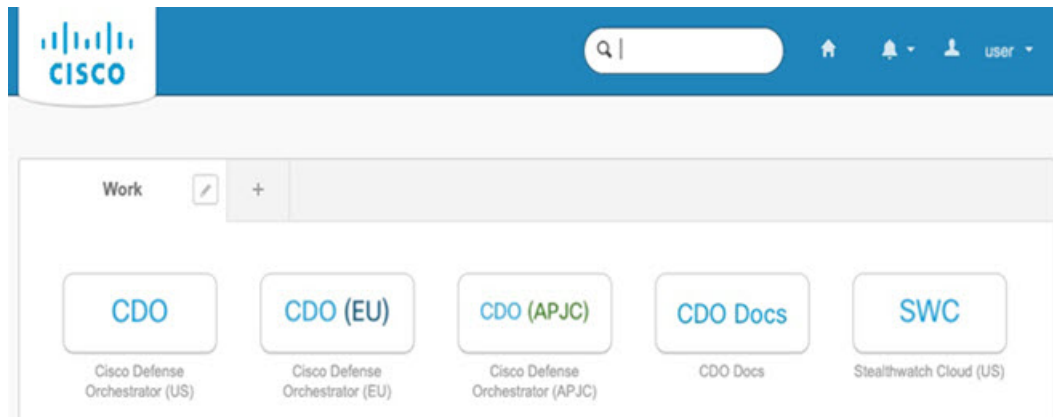 CISCO
user
Work
+
CDO
CDO (EU)
CDO (APJC)
CDO Docs
SWC
Cisco Defense
Orchestrator (US)
Cisco Defense
Orchestrator (EU)
Cisco Defense
Orchestrator (APJC)
CDO Docs
Stealthwatch Cloud (US)